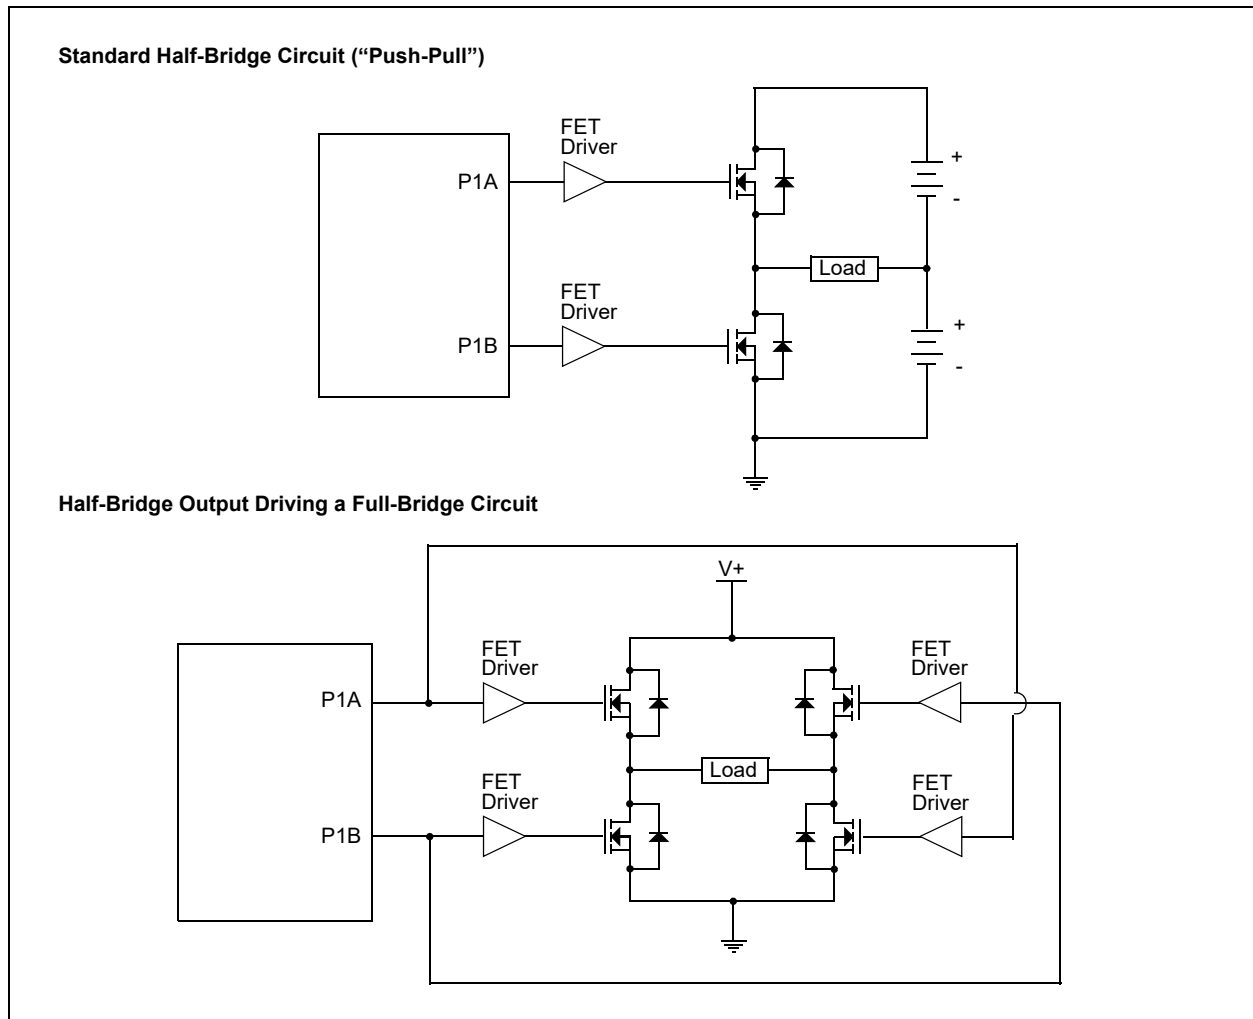 Standard Half-Bridge Circuit (“Push-Pull”)
FET
Driver
P1A
+
-
Load
FET
Driver
P1B
+
-
Half-Bridge Output Driving a Full-Bridge Circuit
V+
FET
Driver
FET
Driver
P1A
Load
FET
Driver
FET
Driver
P1B